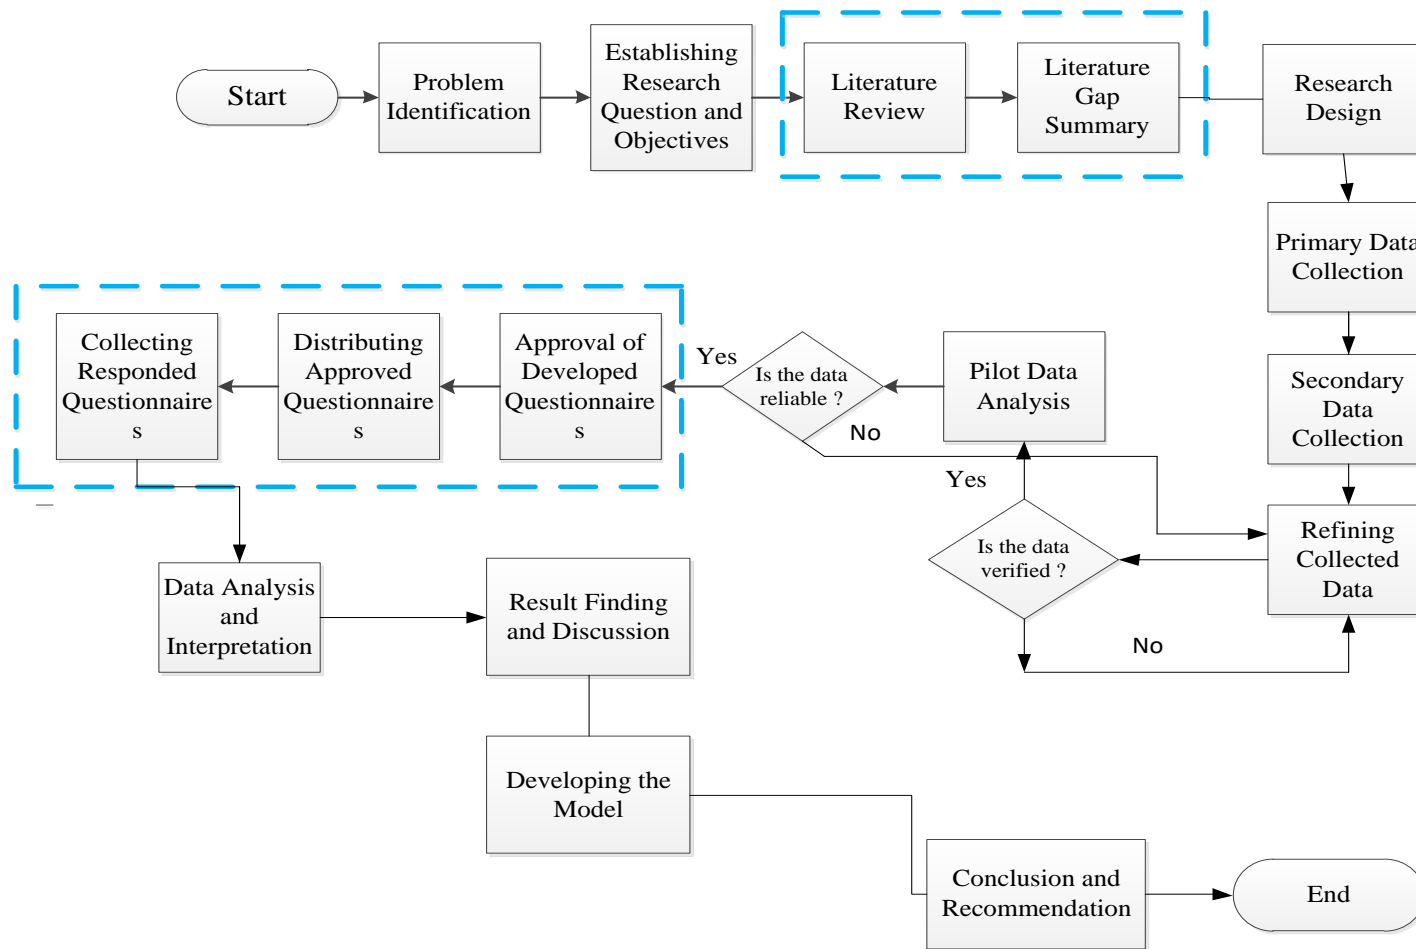 Start
Problem
Identification
Establishing
Research
Question and
Objectives
Literature
Review
Literature
Gap
Summary
Research
Design
Primary Data
Collection
Secondary
Data
Collection
Refining
Collected
Data
Is the data
verified ?
Yes
No
Pilot Data
Analysis
Is the data
reliable ?
Yes
No
Approval of
Developed
Questionnaire
s
Distributing
Approved
Questionnaire
s
Collecting
Responded
Questionnaire
s
Data Analysis
and
Interpretation
Result Finding
and Discussion
Developing the
Model
Conclusion and
Recommendation
End